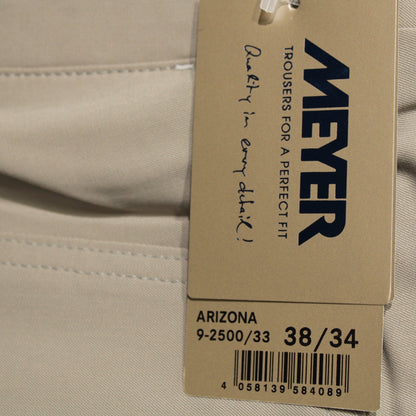 MEYER
TROUSERS FOR A PERFECT FIT
Quality in every detail!
ARIZONA
9-2500/33 38/34
4 058139 584089